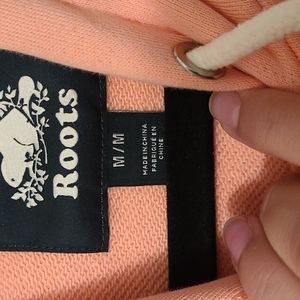 Roots
M / M
MADE IN CHINA
FABRIQUÉ EN
CHINE